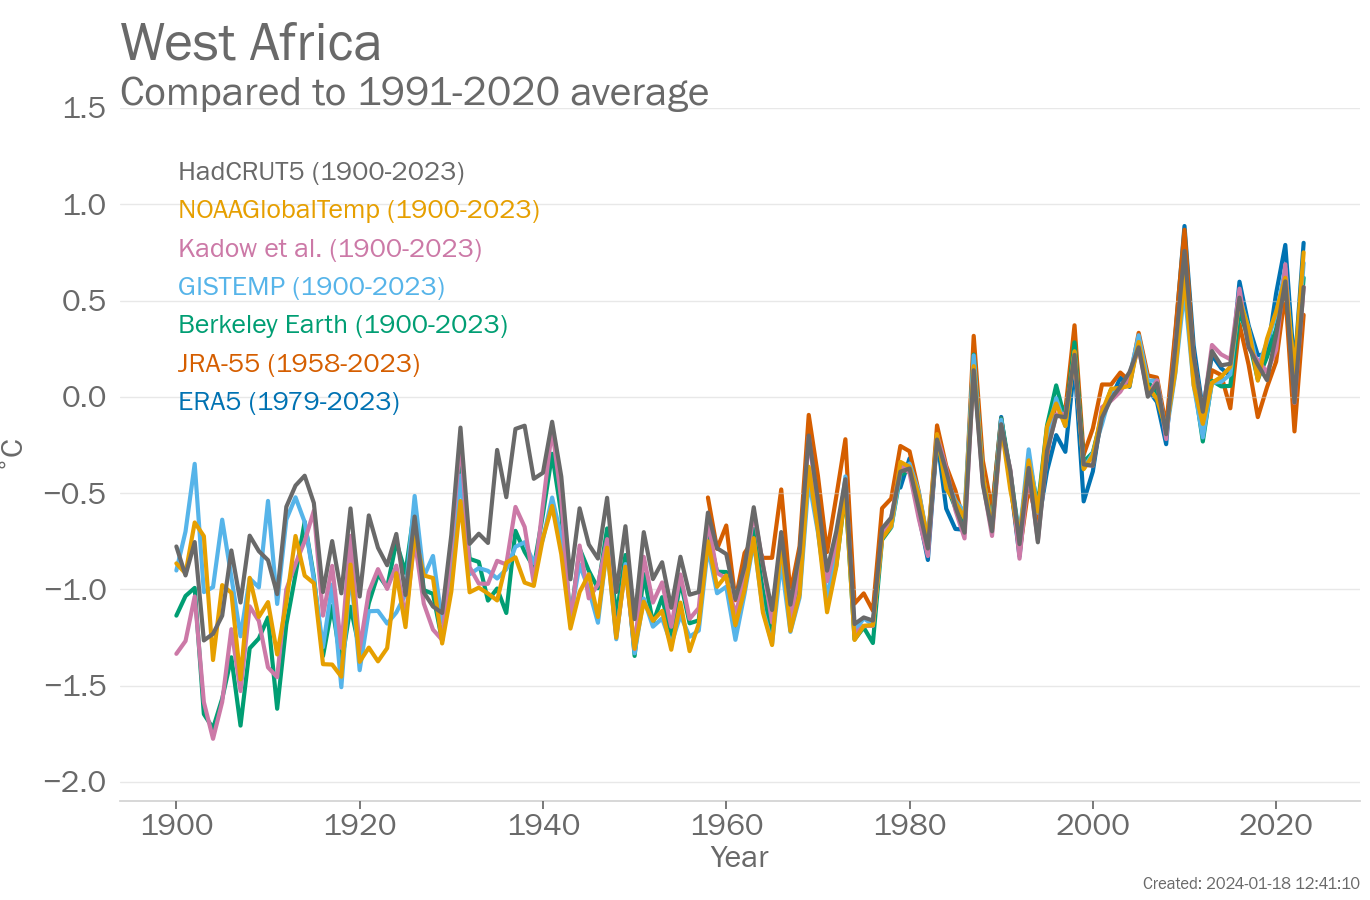 West Africa
Compared to 1991-2020 average
1.5
1.0
0.5
0.0
−0.5
−1.0
−1.5
−2.0
°C
HadCRUT5 (1900-2023)
NOAAGlobalTemp (1900-2023)
Kadow et al. (1900-2023)
GISTEMP (1900-2023)
Berkeley Earth (1900-2023)
JRA-55 (1958-2023)
ERA5 (1979-2023)
1900 1920 1940 1960 1980 2000 2020
Year
Created: 2024-01-18 12:41:10